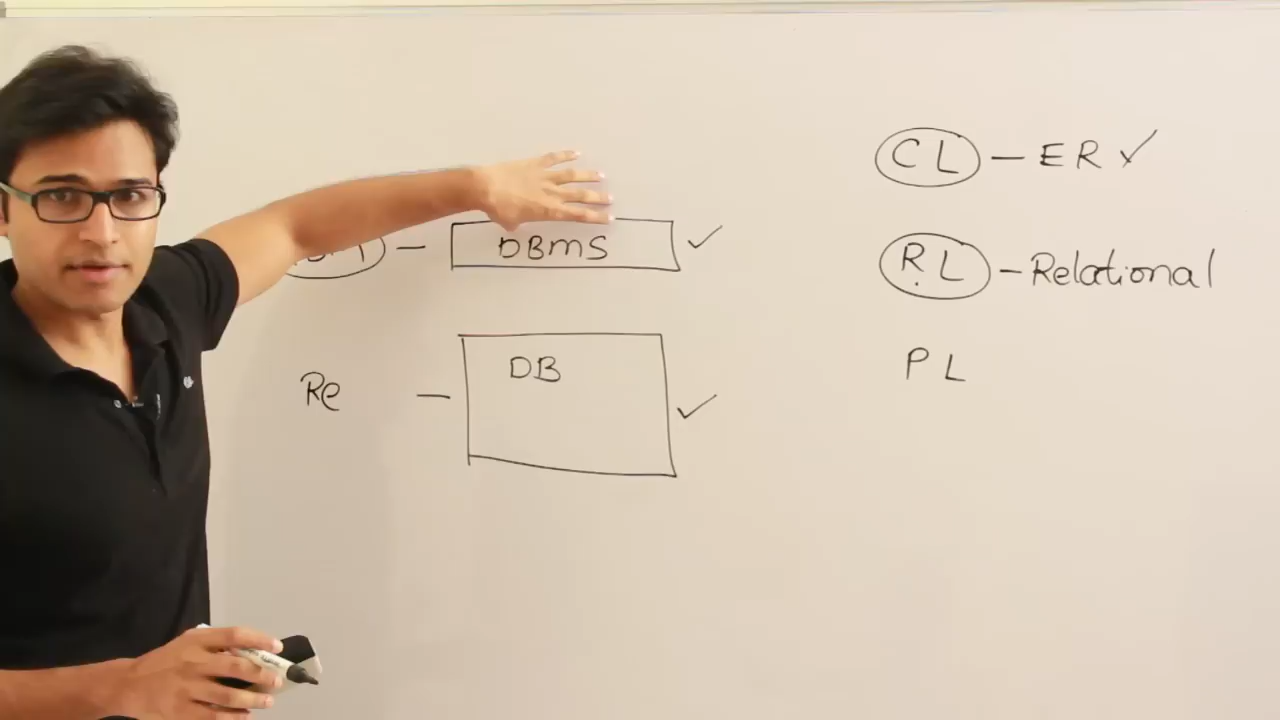 DBMS ✓
Re — DB ✓
CL — ER ✓
RL — Relational
PL